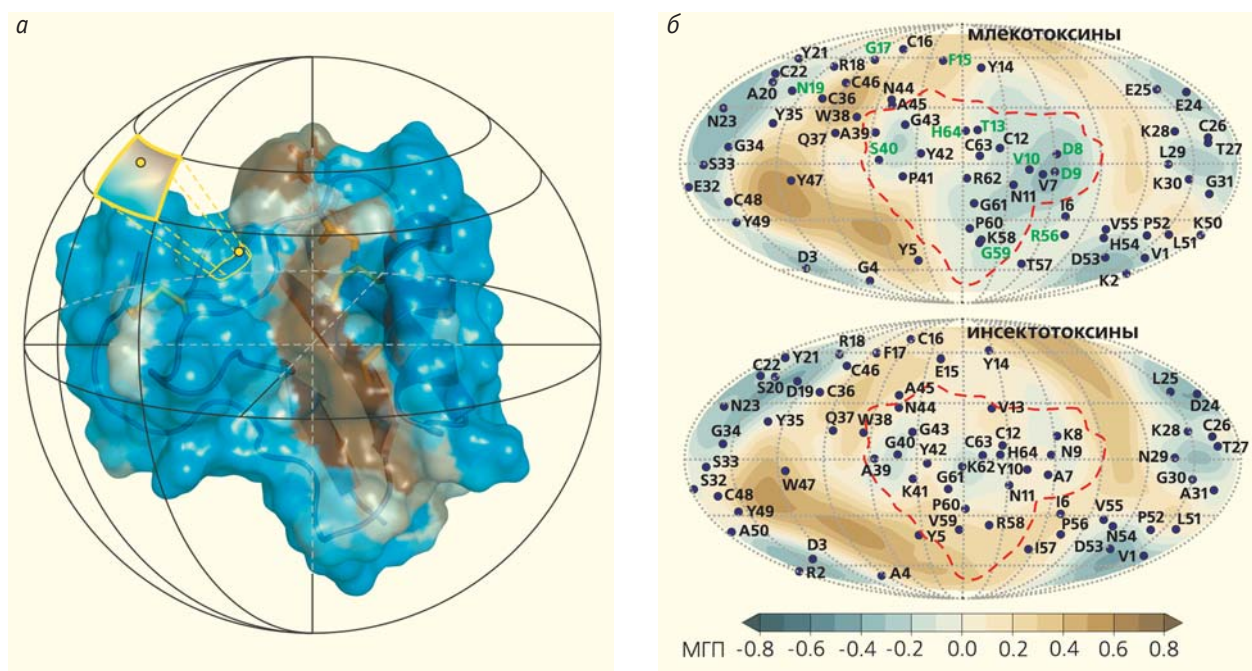 а
б
млекотоксины
Y21 G17 C16
C22 R18 F15 Y14
A20 N19 C46 N44 E25 E24
C36 A45
N23 Y35 W38 G43 H64 T13 K28 C26
G34 Q37 A39 C63 C12 T27
S40 Y42 V10 D8 L29
S33 P41 R62 D9 K30 G31
E32 Y47 N11 V7
C48 G61 I6
Y49 P60 R56 V55 P52 K50
Y5 K58 H54 L51
G59 D53 V1
D3 G4 T57 K2
инсектотоксины
R18 C16
C22 Y21 F17 E15 Y14
S20 C46 L25
D19 C36 A45 D24
N23 Y35 Q37 W38 N44 V13 C26
G34 G43 C63 C12 K8 K28 T27
G40 Y42 H64 N9 N29
S33 A39 K62 Y10 G30
S32 W47 K41 G61 A7 A31
C48 N11 I6
Y49 P60 V55 P52 L51
A50 V59 R58 P56 N54
Y5 I57 D53 V1
D3
R2 A4
МГП -0.8 -0.6 -0.4 -0.2 0.0 0.2 0.4 0.6 0.8